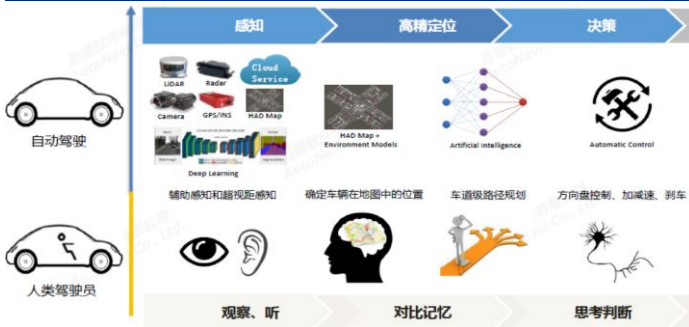 感知
高精定位
决策
LiDAR
Radar
Cloud
Service
Camera
GPS/INS
HAD Map
Deep Learning
HAD Map +
Environment Models
Artificial Intelligence
Automatic Control
自动驾驶
辅助感知和超视距感知
确定车辆在地图中的位置
车道级路径规划
方向盘控制、加减速、刹车
人类驾驶员
观察、听
对比记忆
思考判断